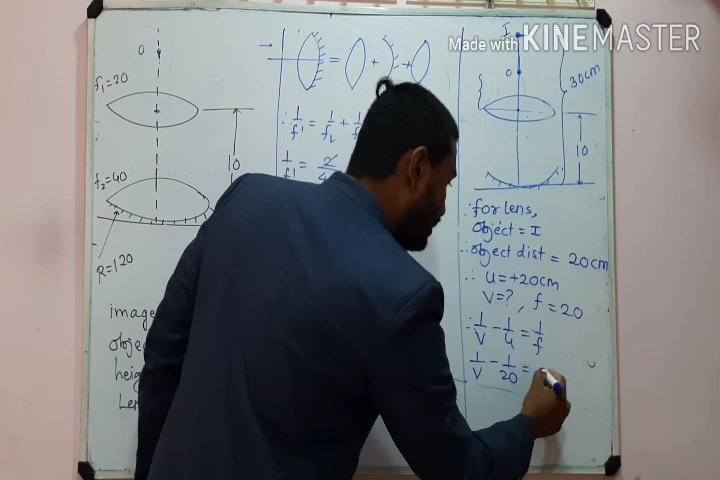 Made with KINEMASTER
O
f₁=20
10
f₂=40
R=120
image
obje
heig
Len
= + +
∴ 1/f' = 1/fL +
1/f' = 2/
I
O
30cm
10
∴ for Lens,
object = I
∴ object dist = 20cm
∴ u = +20cm
v = ? , f = 20
∴ 1/v - 1/u = 1/f
1/v - 1/20 =